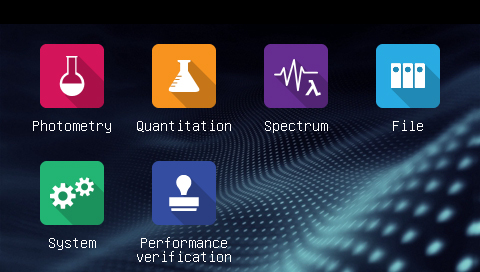 λ
Photometry
Quantitation
Spectrum
File
System
Performance
verification